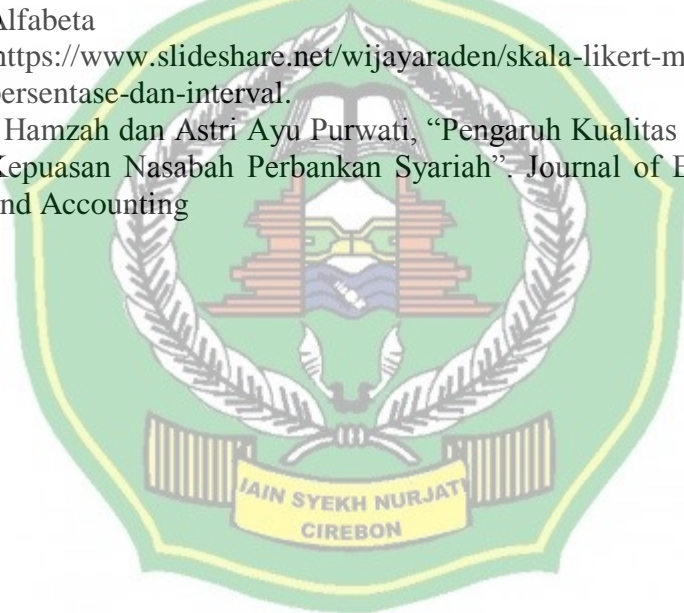 Alfabeta
https://www.slideshare.net/wijayaraden/skala-likert-m
persentase-dan-interval.
Hamzah dan Astri Ayu Purwati, “Pengaruh Kualitas
Kepuasan Nasabah Perbankan Syariah”. Journal of E
and Accounting
IAIN SYEKH NURJATI
CIREBON